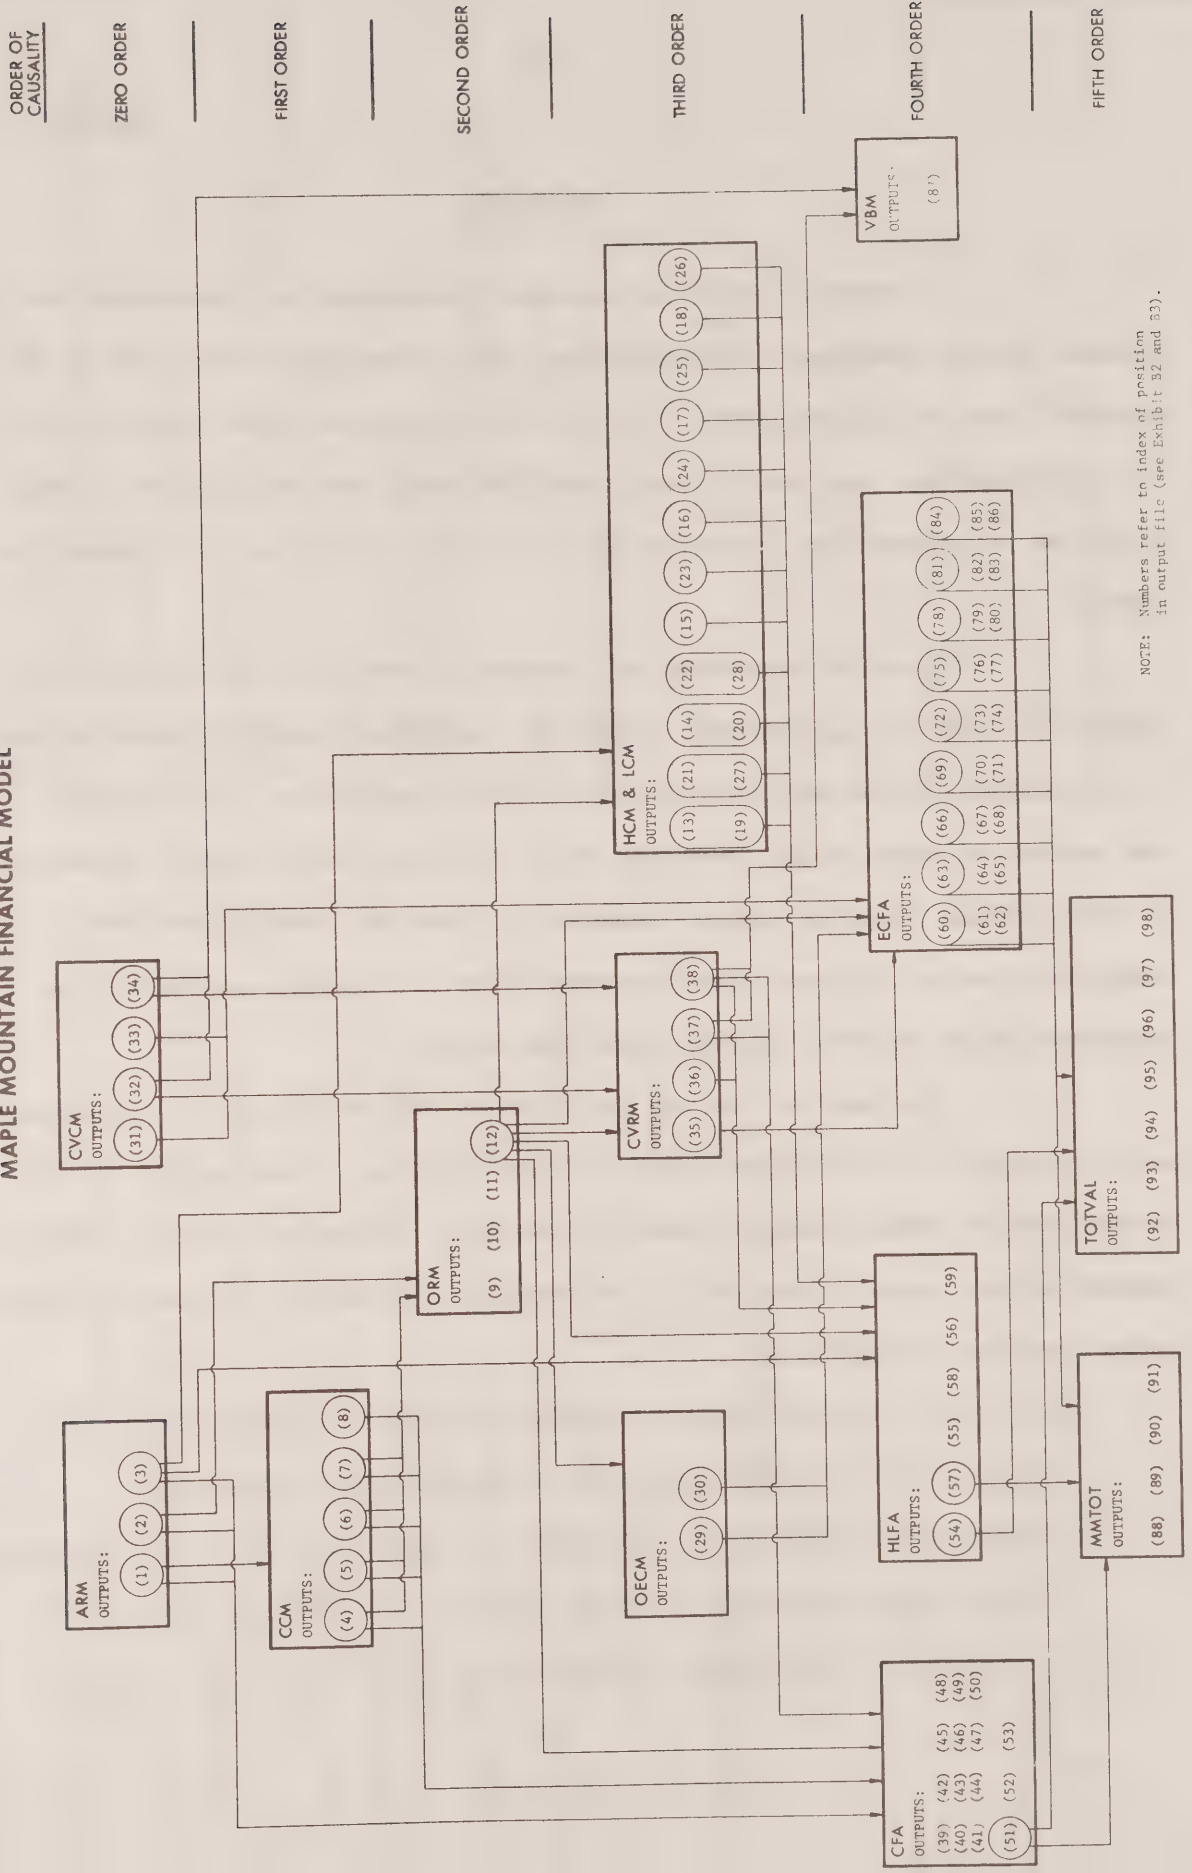 MAPLE MOUNTAIN FINANCIAL MODEL
ORDER OF
CAUSALITY
ZERO ORDER
FIRST ORDER
SECOND ORDER
THIRD ORDER
FOURTH ORDER
FIFTH ORDER
ARM
OUTPUTS:
(1) (2) (3)
CVCM
OUTPUTS:
(31) (32) (33) (34)
CCM
OUTPUTS:
(4) (5) (6) (7) (8)
ORM
OUTPUTS:
(9) (10) (11) (12)
OECM
OUTPUTS:
(29) (30)
CVRM
OUTPUTS:
(35) (36) (37) (38)
HCM & LCM
OUTPUTS:
(13) (21) (14) (22) (15) (23) (16) (24) (17) (25) (18) (26)
(19) (27) (20) (28)
CFA
OUTPUTS:
(39) (42) (45) (48)
(40) (43) (46) (49)
(41) (44) (47) (50)
(51) (52) (53)
HLFA
OUTPUTS:
(54) (57) (55) (58) (56) (59)
ECFA
OUTPUTS:
(60) (63) (66) (69) (72) (75) (78) (81) (84)
(61) (64) (67) (70) (73) (76) (79) (82) (85)
(62) (65) (68) (71) (74) (77) (80) (83) (86)
VBM
OUTPUTS:
MMTOT
OUTPUTS:
(88) (89) (90) (91)
TOTVAL
OUTPUTS:
(92) (93) (94) (95) (96) (97) (98)
NOTE: Numbers refer to index of position
in output file (see Exhibit B2 and B3).